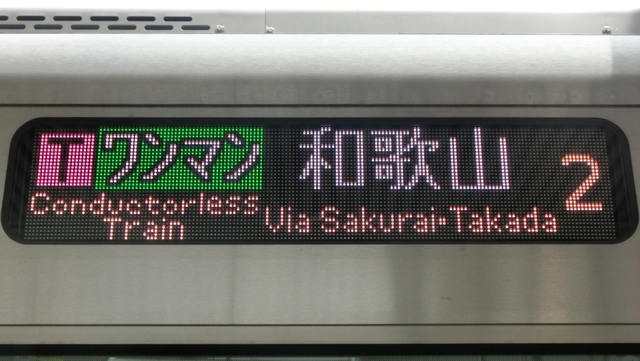 T ワンマン 和歌山 2
Conductorless Train
Via Sakurai・Takada